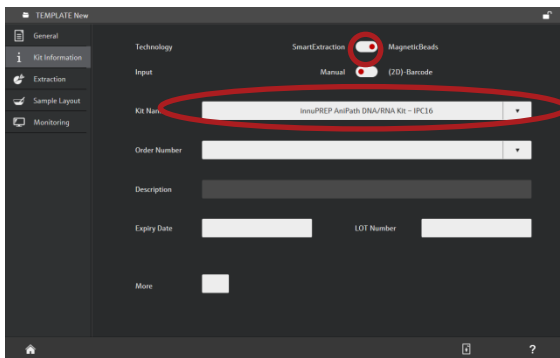 TEMPLATE New
General
Kit Information
Extraction
Sample Layout
Monitoring
Technology SmartExtraction MagneticBeads
Input Manual (2D)-Barcode
Kit Nam innuPREP AniPath DNA/RNA Kit – IPC16
Order Number
Description
Expiry Date LOT Number
More
?